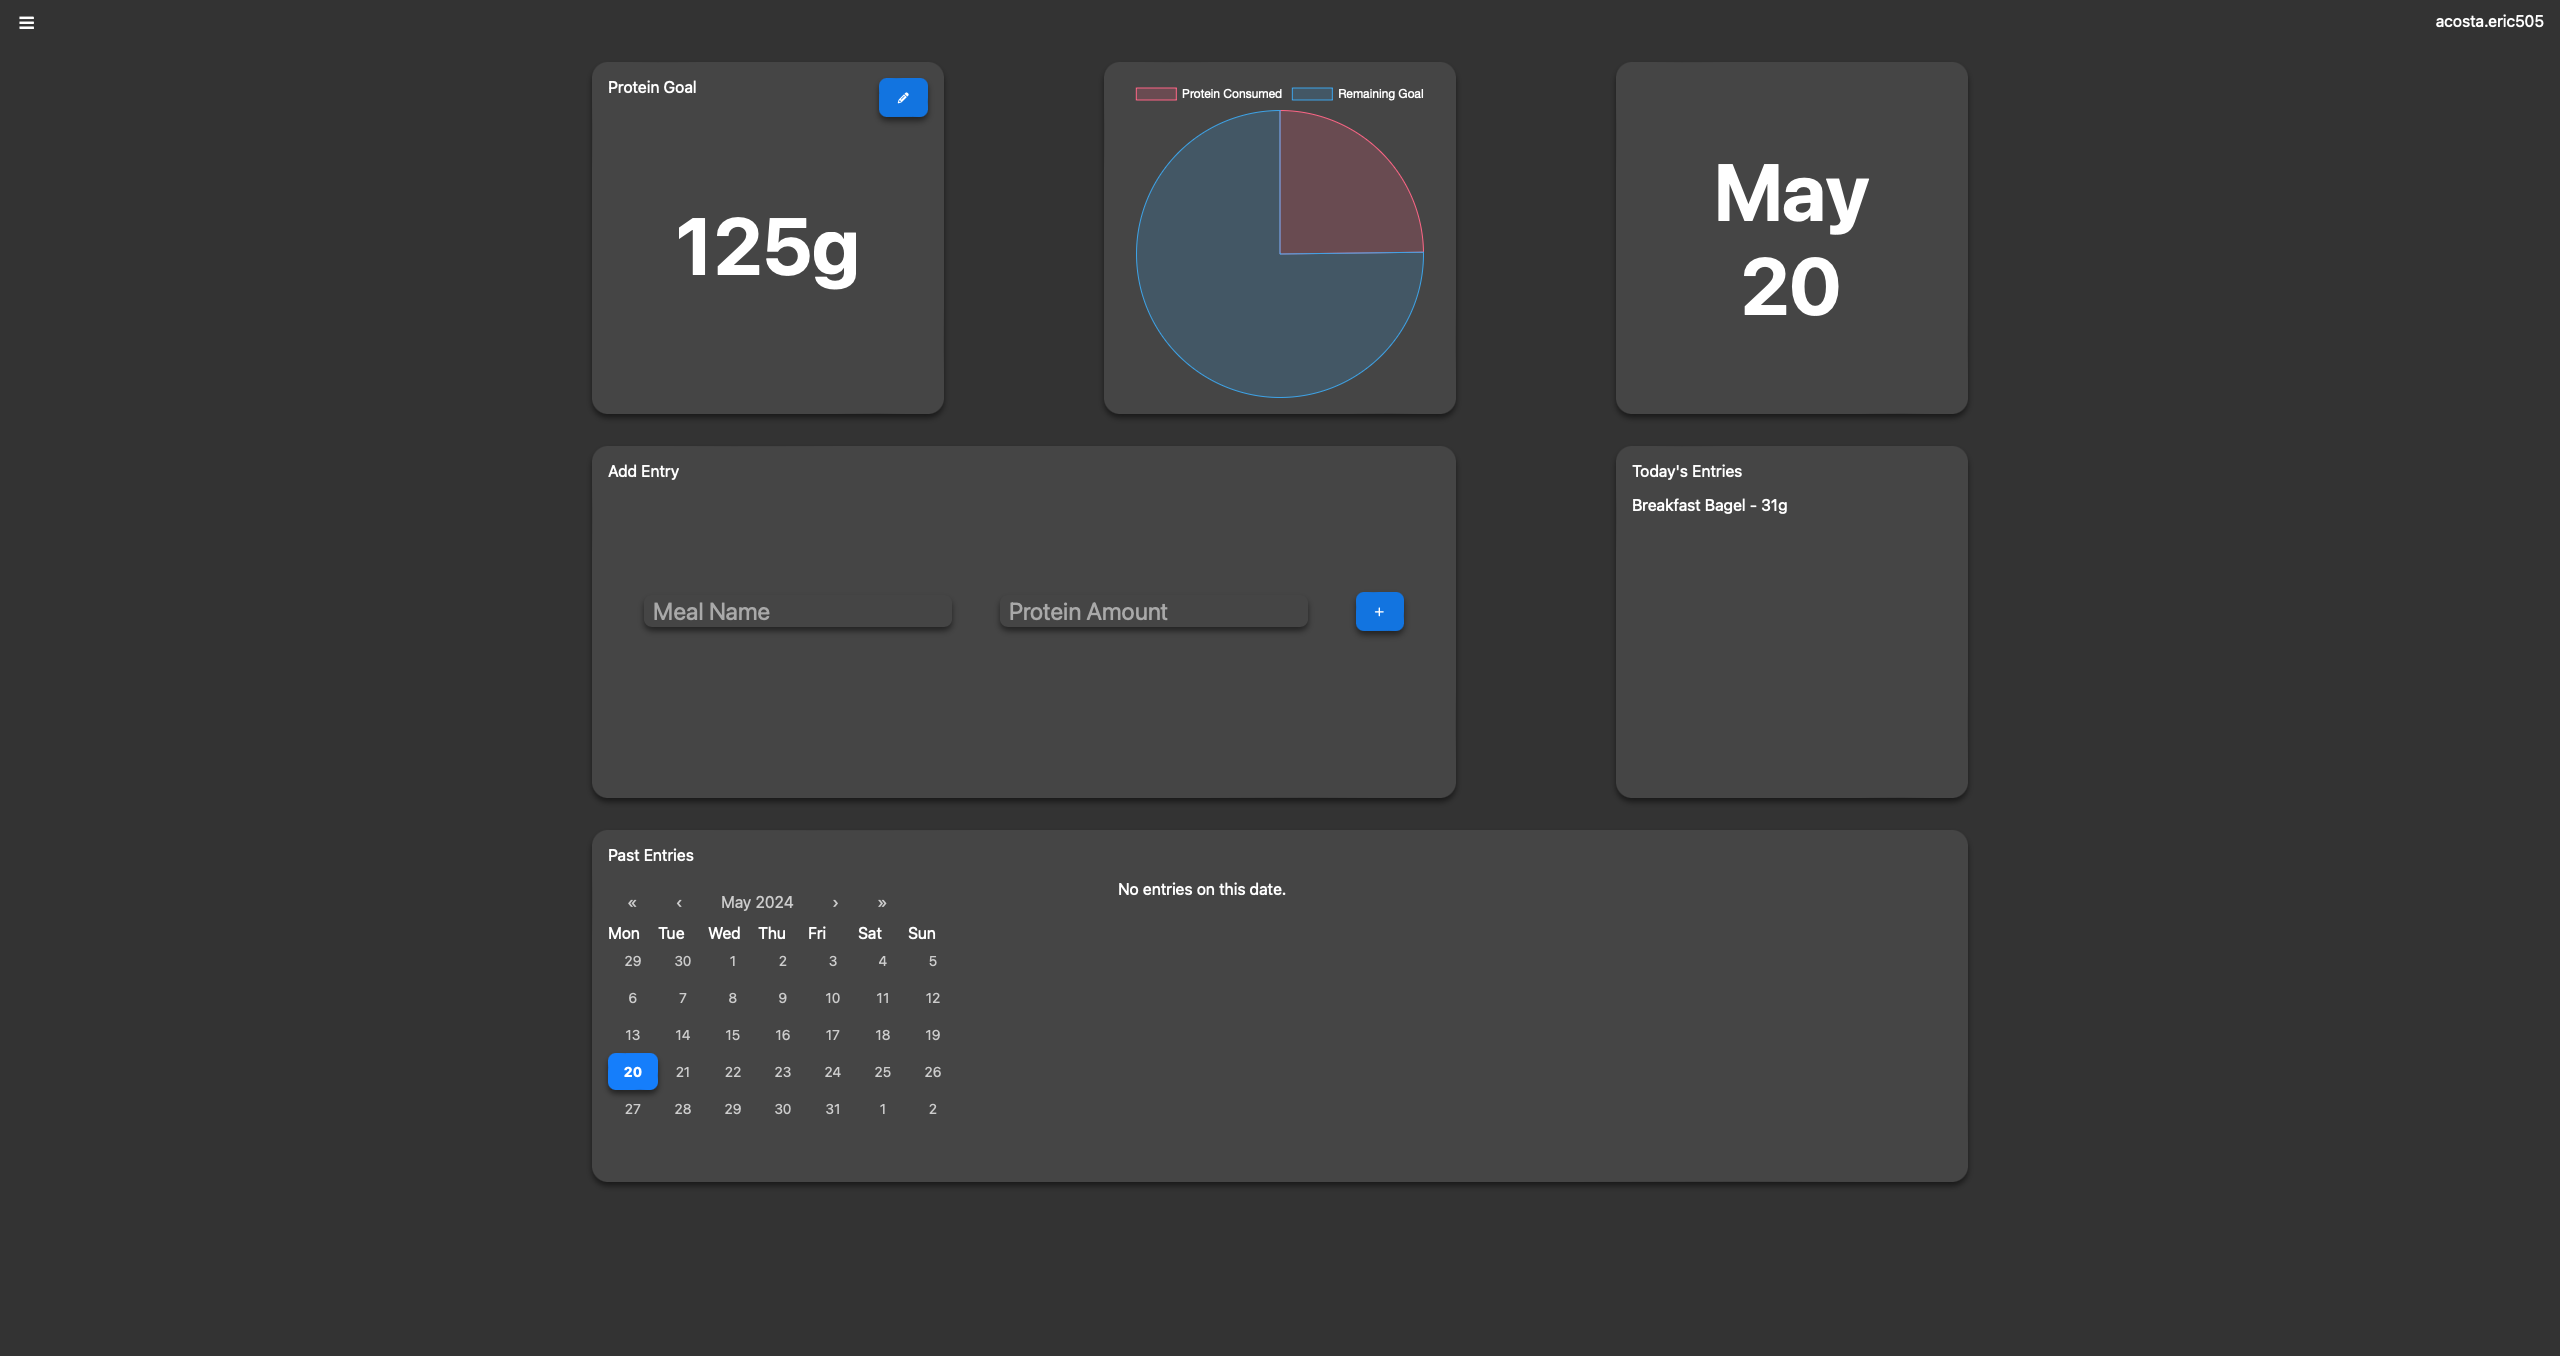 acosta.eric505
Protein Goal
125g
Protein Consumed Remaining Goal
May
20
Add Entry
Meal Name Protein Amount +
Today's Entries
Breakfast Bagel - 31g
Past Entries
« ‹ May 2024 › »
Mon Tue Wed Thu Fri Sat Sun
29 30 1 2 3 4 5
6 7 8 9 10 11 12
13 14 15 16 17 18 19
20 21 22 23 24 25 26
27 28 29 30 31 1 2
No entries on this date.